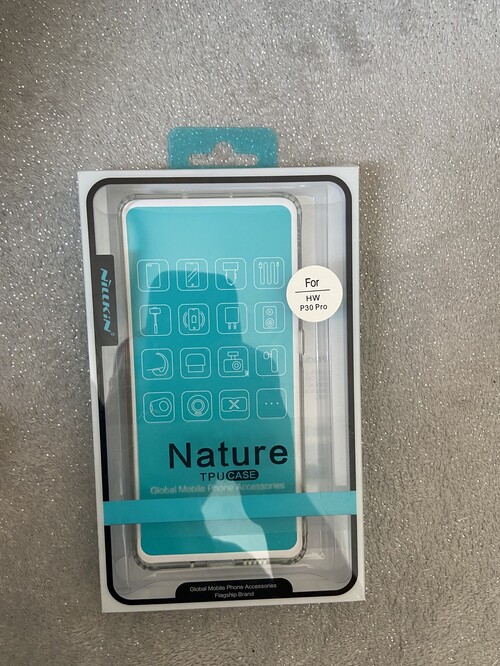 NiLLKiN®
For
HW
P30 Pro
Nature
TPU CASE
Global Mobile Phone Accessories
Global Mobile Phone Accessories
Flagship Brand